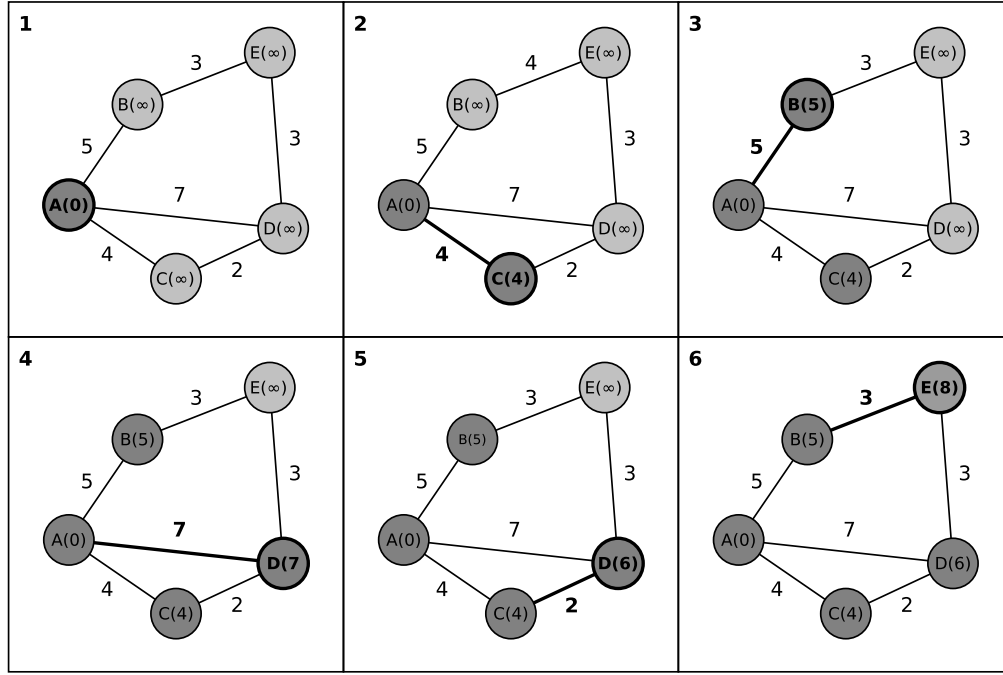 1
E(∞)
3
B(∞)
5
3
7
A(0)
D(∞)
4
2
C(∞)
2
E(∞)
4
B(∞)
5
3
7
A(0)
D(∞)
4
2
C(4)
3
E(∞)
3
B(5)
5
3
7
A(0)
D(∞)
4
2
C(4)
4
E(∞)
3
B(5)
5
3
7
A(0)
D(7
4
2
C(4)
5
E(∞)
3
B(5)
5
3
7
A(0)
D(6)
4
2
C(4)
6
E(8)
3
B(5)
5
3
7
A(0)
D(6)
4
2
C(4)